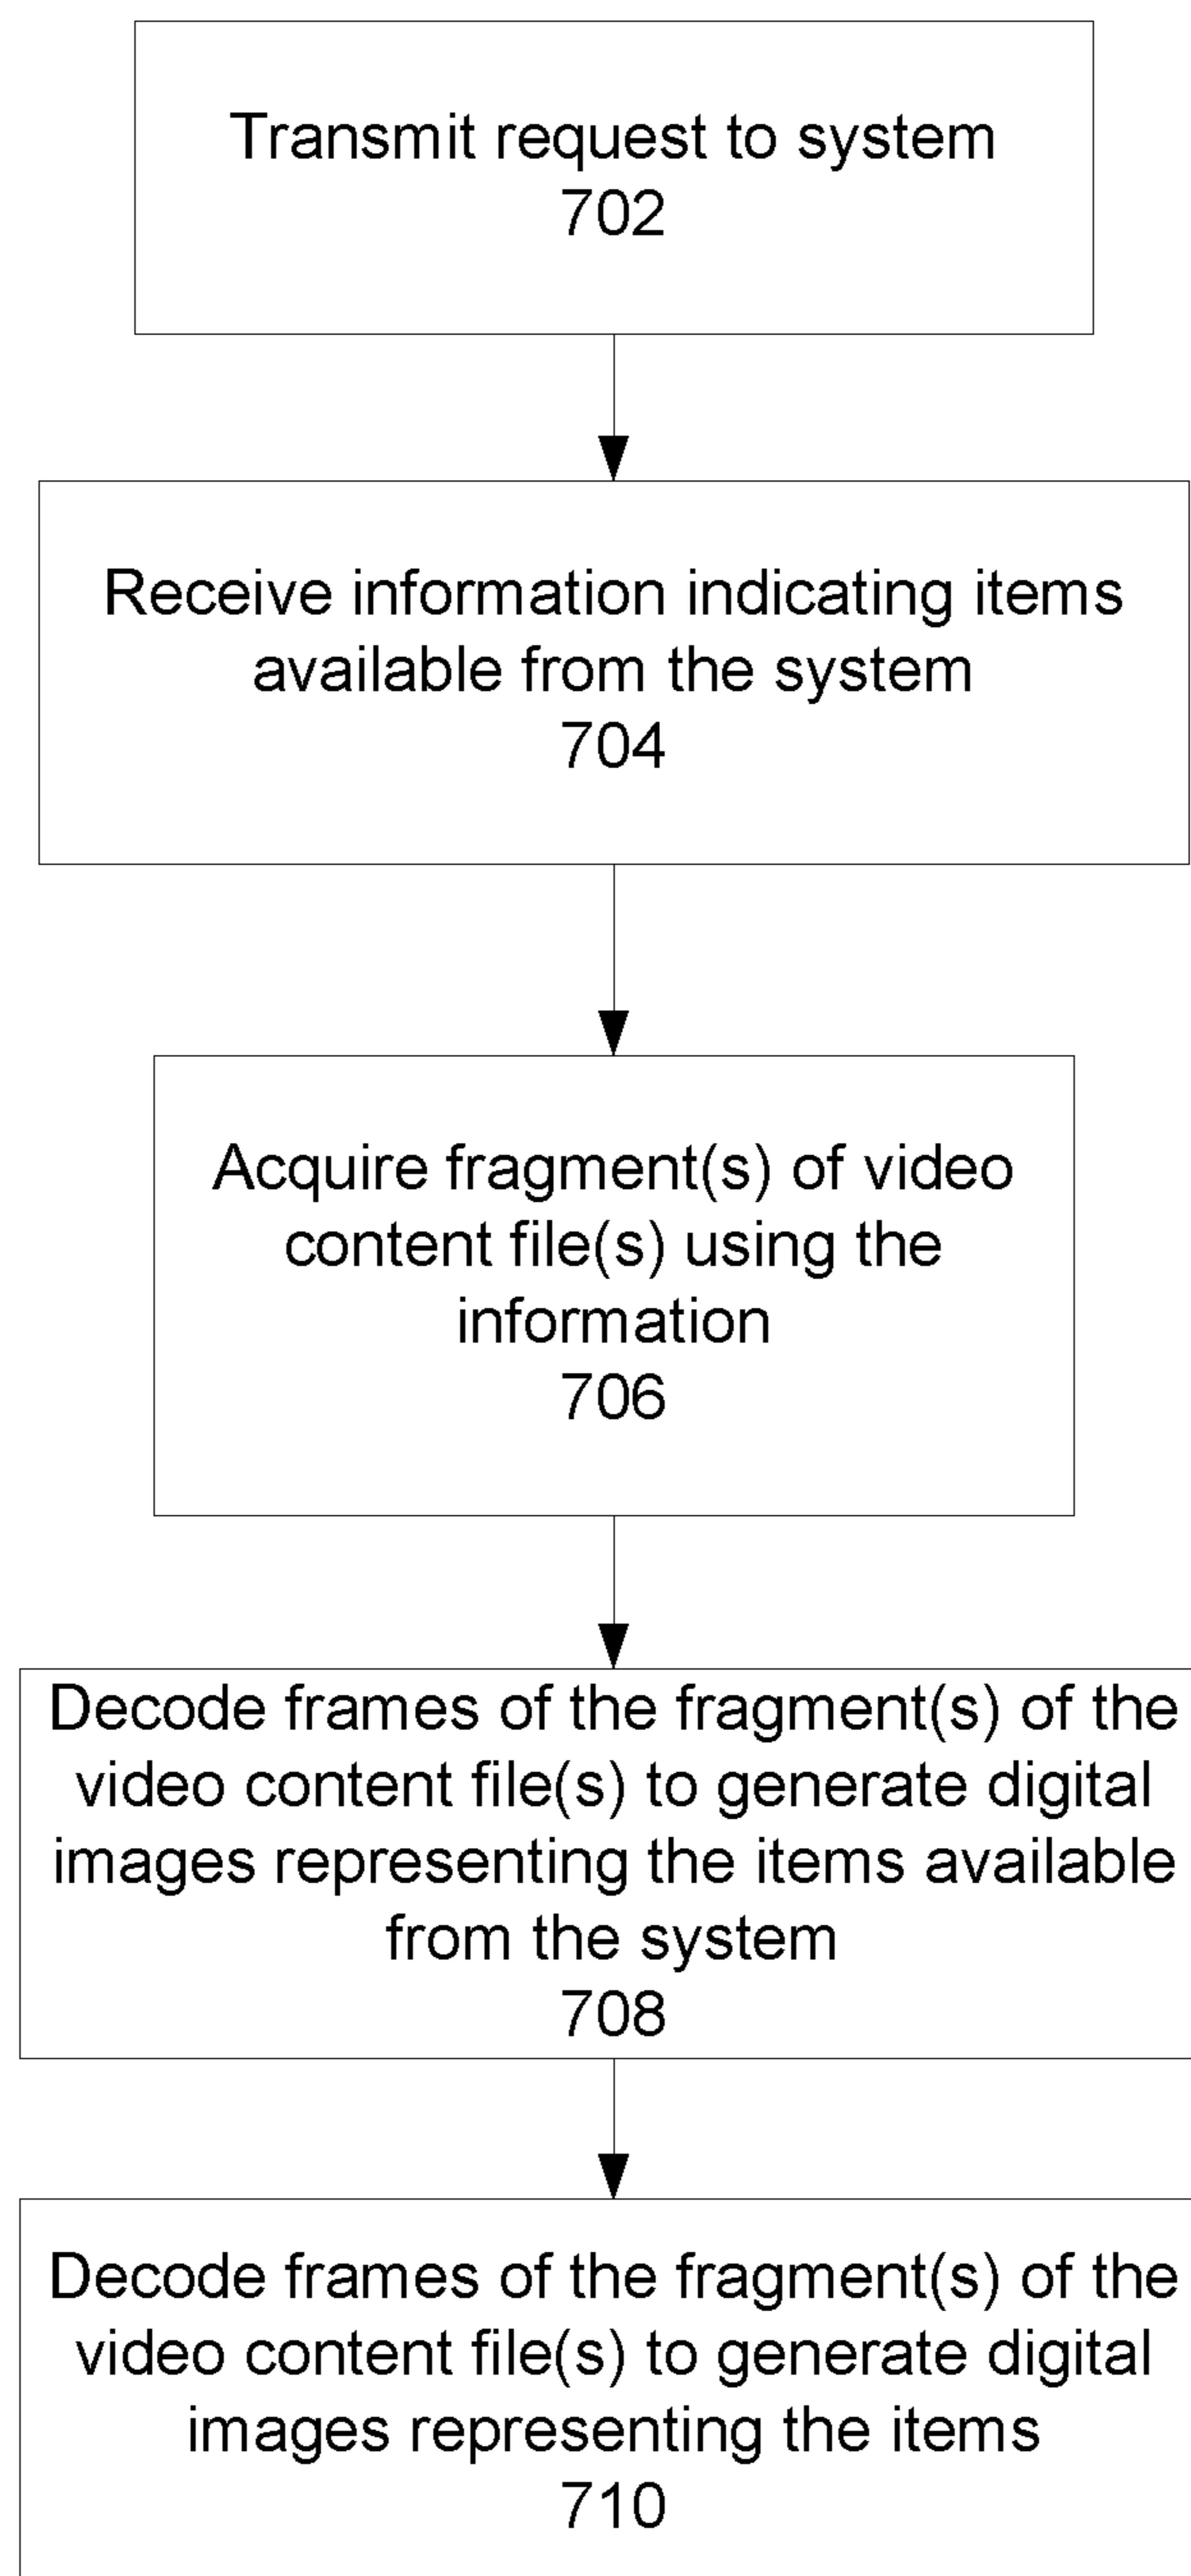 Transmit request to system
702
Receive information indicating items
available from the system
704
Acquire fragment(s) of video
content file(s) using the
information
706
Decode frames of the fragment(s) of the
video content file(s) to generate digital
images representing the items available
from the system
708
Decode frames of the fragment(s) of the
video content file(s) to generate digital
images representing the items
710